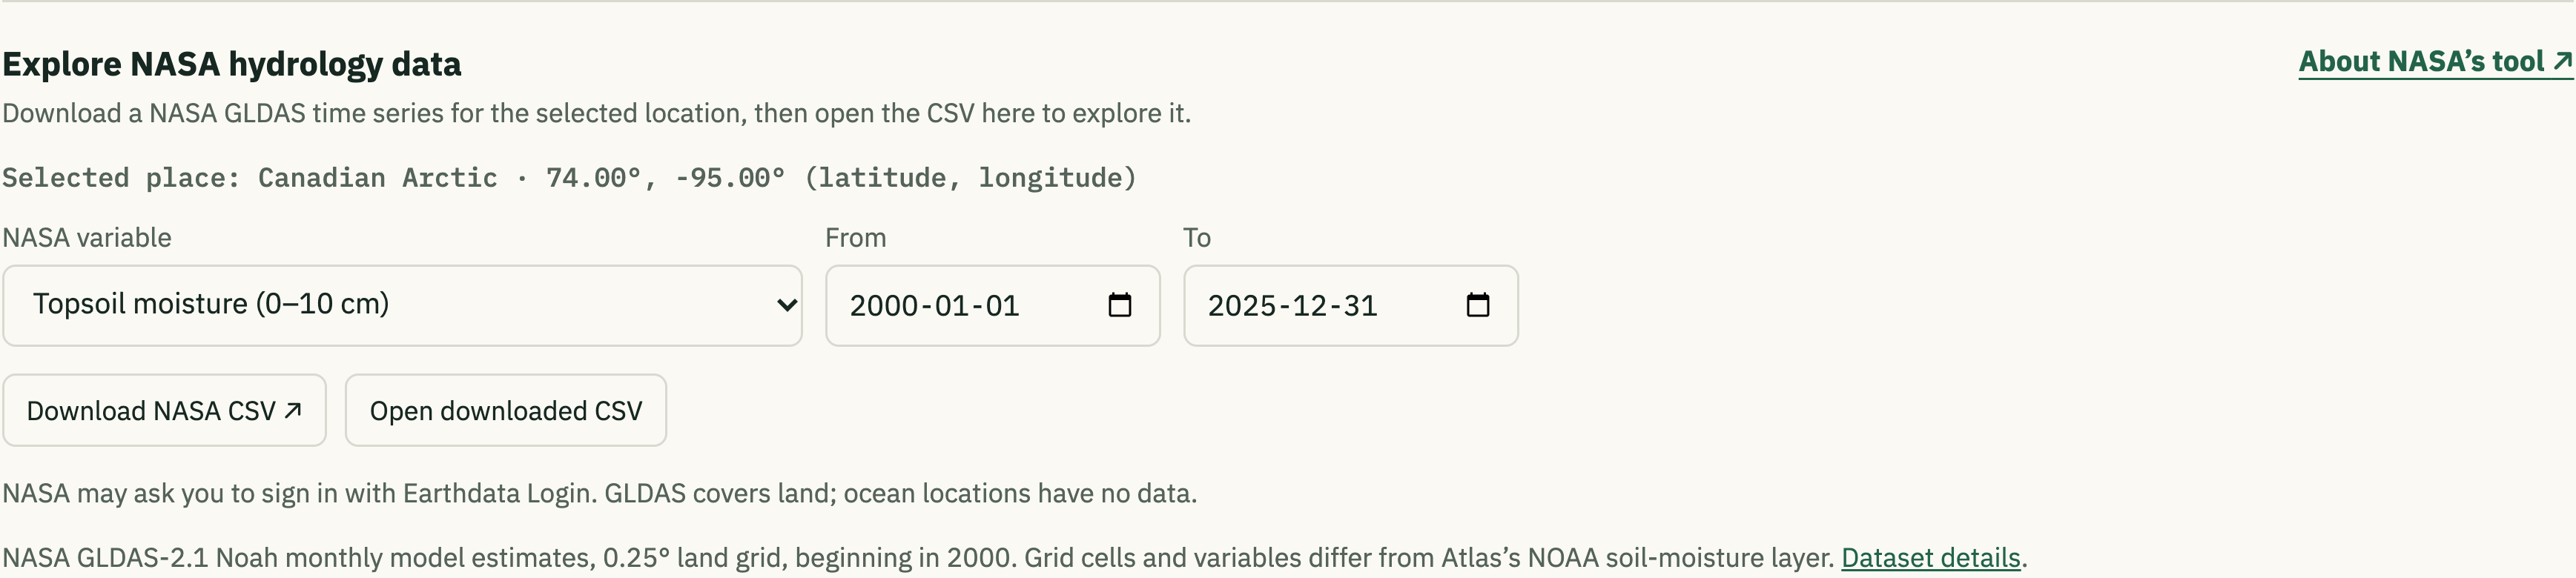 Explore NASA hydrology data
About NASA’s tool ↗
Download a NASA GLDAS time series for the selected location, then open the CSV here to explore it.
Selected place: Canadian Arctic · 74.00°, -95.00° (latitude, longitude)
NASA variable
From
To
Topsoil moisture (0–10 cm)
2000-01-01
2025-12-31
Download NASA CSV ↗
Open downloaded CSV
NASA may ask you to sign in with Earthdata Login. GLDAS covers land; ocean locations have no data.
NASA GLDAS-2.1 Noah monthly model estimates, 0.25° land grid, beginning in 2000. Grid cells and variables differ from Atlas’s NOAA soil-moisture layer. Dataset details.